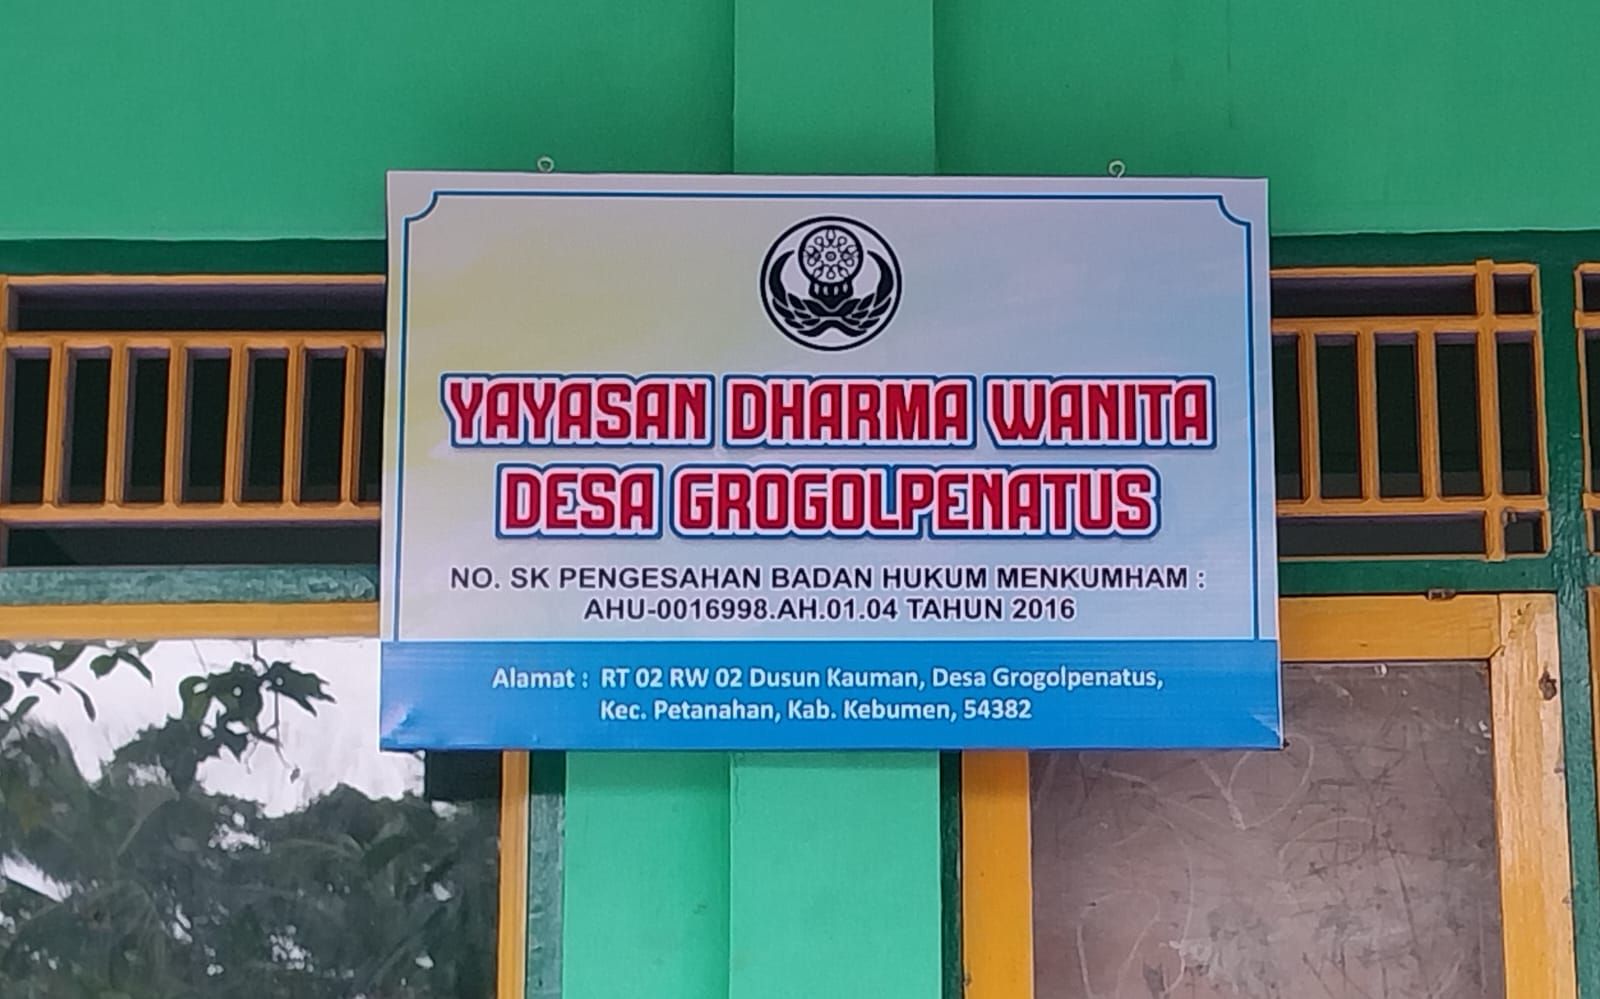 YAYASAN DHARMA WANITA
DESA GROGOLPENATUS
NO. SK PENGESAHAN BADAN HUKUM MENKUMHAM :
AHU-0016998.AH.01.04 TAHUN 2016
Alamat : RT 02 RW 02 Dusun Kauman, Desa Grogolpenatus,
Kec. Petanahan, Kab. Kebumen, 54382